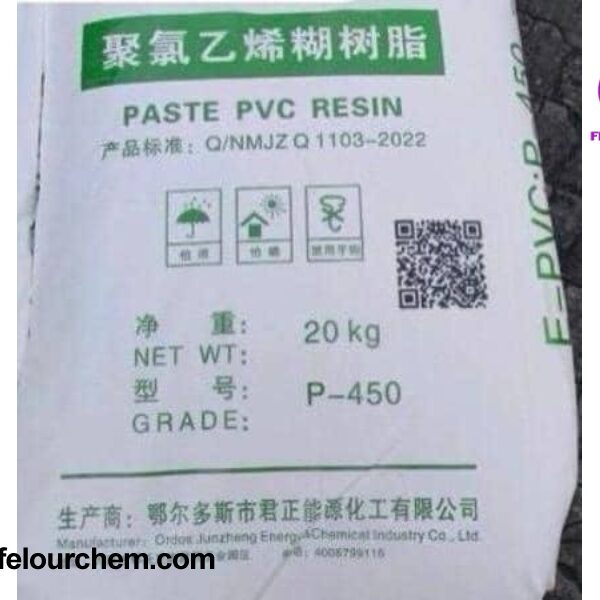 聚氯乙烯糊树脂
PASTE PVC RESIN
产品标准: Q/NMJZ Q 1103-2022
怕雨 怕晒 禁用手钩
净 重: 20 kg
NET WT:
型 号: P-450
GRADE:
生产商: 鄂尔多斯市君正能源化工有限公司
Manufacturer: Ordos Junzheng Energy&Chemical Industry Co., Ltd.
电话: 4008799116
felourchem.com
E-PVC:P 450